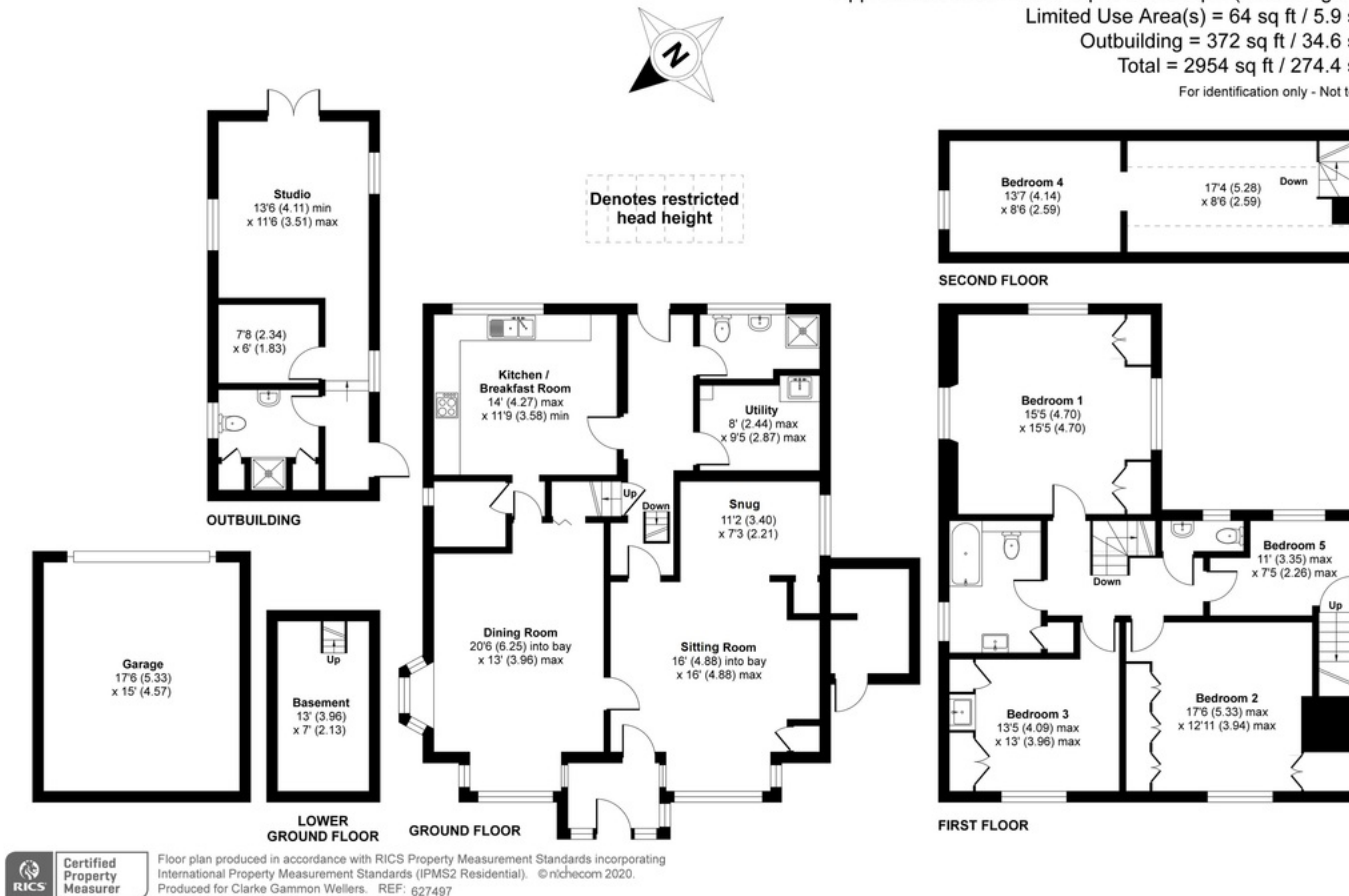 Limited Use Area(s) = 64 sq ft / 5.9
Outbuilding = 372 sq ft / 34.6
Total = 2954 sq ft / 274.4
For identification only - Not
N
Denotes restricted
head height
Studio
13'6 (4.11) min
x 11'6 (3.51) max
7'8 (2.34)
x 6' (1.83)
OUTBUILDING
Bedroom 4
13'7 (4.14)
x 8'6 (2.59)
17'4 (5.28)
x 8'6 (2.59)
Down
SECOND FLOOR
Kitchen /
Breakfast Room
14' (4.27) max
x 11'9 (3.58) min
Utility
8' (2.44) max
x 9'5 (2.87) max
Up
Down
Snug
11'2 (3.40)
x 7'3 (2.21)
Dining Room
20'6 (6.25) into bay
x 13' (3.96) max
Sitting Room
16' (4.88) into bay
x 16' (4.88) max
GROUND FLOOR
Garage
17'6 (5.33)
x 15' (4.57)
Up
Basement
13' (3.96)
x 7' (2.13)
LOWER
GROUND FLOOR
Bedroom 1
15'5 (4.70)
x 15'5 (4.70)
Down
Bedroom 5
11' (3.35) max
x 7'5 (2.26) max
Up
Bedroom 3
13'5 (4.09) max
x 13' (3.96) max
Bedroom 2
17'6 (5.33) max
x 12'11 (3.94) max
FIRST FLOOR
RICS
Certified
Property
Measurer
Floor plan produced in accordance with RICS Property Measurement Standards incorporating
International Property Measurement Standards (IPMS2 Residential). ©nichecom 2020.
Produced for Clarke Gammon Wellers. REF: 627497